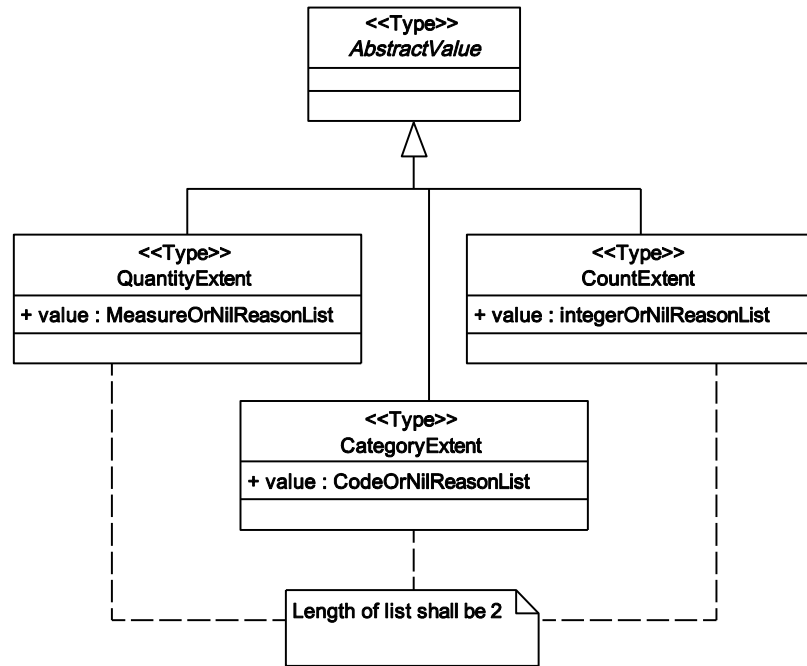 <<Type>>
AbstractValue
<<Type>>
QuantityExtent
+ value : MeasureOrNilReasonList
<<Type>>
CountExtent
+ value : integerOrNilReasonList
<<Type>>
CategoryExtent
+ value : CodeOrNilReasonList
Length of list shall be 2